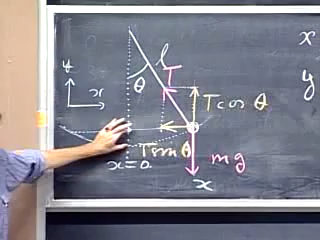 x
y
l
T
θ
y
x
T cos θ
T sin θ
mg
x = 0
x